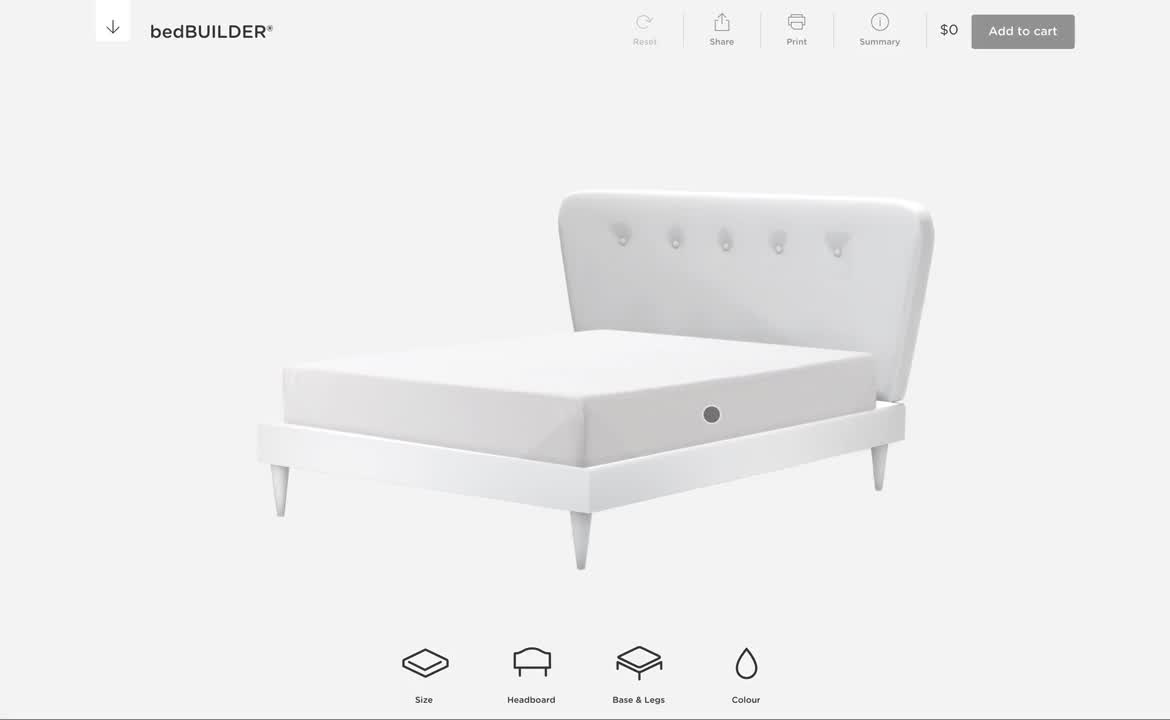 bedBUILDER®
Reset
Share
Print
Summary
$0
Add to cart
Size
Headboard
Base & Legs
Colour